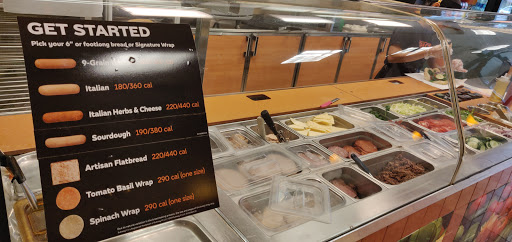 GET STARTED
Pick your 6" or footlong bread or Signature Wrap
9-Grain
Italian 180/360 cal
Italian Herbs & Cheese 220/440 cal
Sourdough 190/380 cal
Artisan Flatbread 220/440 cal
Tomato Basil Wrap 290 cal (one size)
Spinach Wrap 290 cal (one size)